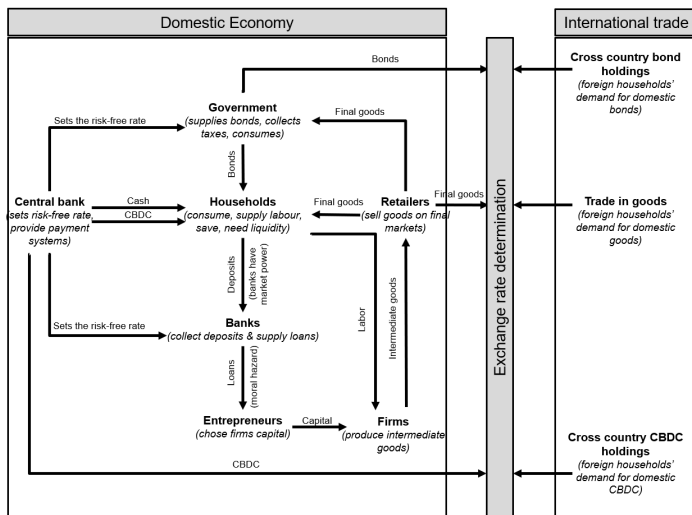 Domestic Economy
International trade
Bonds
Cross country bond
holdings
(foreign households'
demand for domestic
bonds)
Government
(supplies bonds, collects
taxes, consumes)
Sets the risk-free rate
Final goods
Bonds
Central bank
(sets risk-free rate,
provide payment
systems)
Cash
CBDC
Households
(consume, supply labour,
save, need liquidity)
Final goods
Retailers
(sell goods on final
markets)
Final goods
Trade in goods
(foreign households'
demand for domestic
goods)
Exchange rate determination
Deposits
(banks have
market power)
Labor
Intermediate goods
Sets the risk-free rate
Banks
(collect deposits & supply loans)
Loans
(moral hazard)
Entrepreneurs
(chose firms capital)
Capital
Firms
(produce intermediate
goods)
Cross country CBDC
holdings
(foreign households'
demand for domestic
CBDC)
CBDC